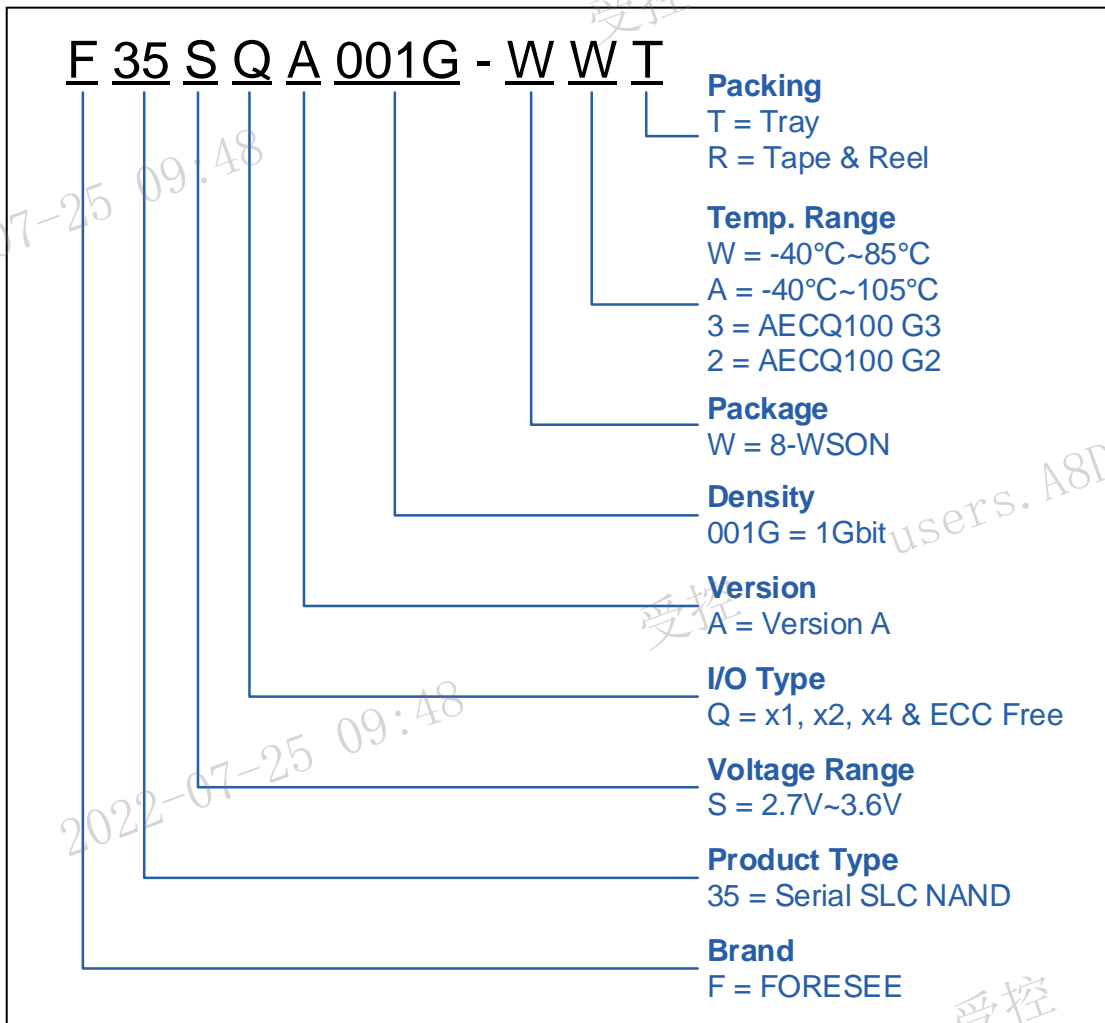 受控
F 35 S Q A 001G - W W T
Packing
T = Tray
R = Tape & Reel
07-25 09:48
Temp. Range
W = -40°C~85°C
A = -40°C~105°C
3 = AECQ100 G3
2 = AECQ100 G2
Package
W = 8-WSON
Density
001G = 1Gbit
users. A8D
Version
A = Version A
受控
I/O Type
Q = x1, x2, x4 & ECC Free
2022-07-25 09:48
Voltage Range
S = 2.7V~3.6V
Product Type
35 = Serial SLC NAND
Brand
F = FORESEE
受控